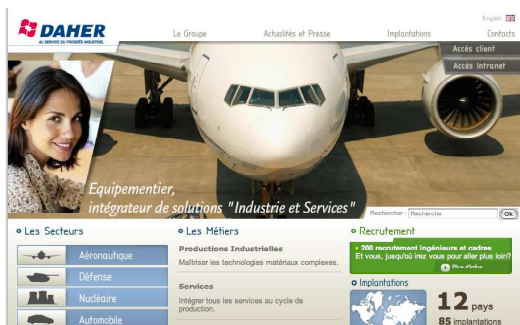 English
DAHER
AU SERVICE DU PROGRÈS INDUSTRIEL
Le Groupe
Actualités et Presse
Implantations
Contacts
Accès client
Accès Intranet
Equipementier,
intégrateur de solutions "Industrie et Services"
Rechercher : Recherche Ok
Les Secteurs
Aéronautique
Défense
Nucléaire
Automobile
Les Métiers
Productions Industrielles
Maîtriser les technologies matériaux complexes.
Services
Intégrer tous les services au cycle de
production.
Recrutement
200 recrutement ingénieurs et cadres
Et vous, jusqu'où irez vous pour aller plus loin?
Plus d'infos
Implantations
12 pays
85 implantations